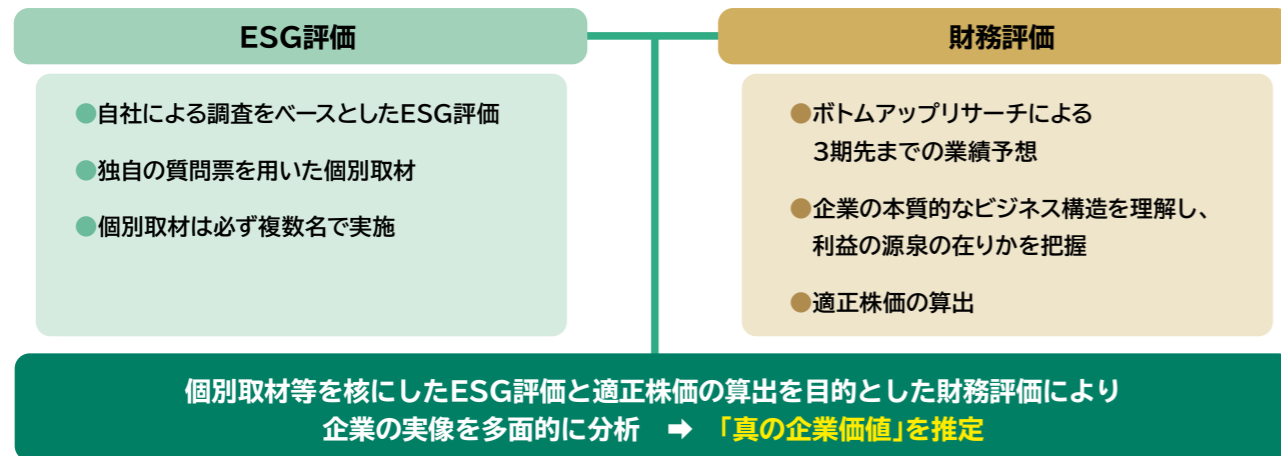 ESG評価
●自社による調査をベースとしたESG評価
●独自の質問票を用いた個別取材
●個別取材は必ず複数名で実施
財務評価
●ボトムアップリサーチによる
3期先までの業績予想
●企業の本質的なビジネス構造を理解し、
利益の源泉の在りかを把握
●適正株価の算出
個別取材等を核にしたESG評価と適正株価の算出を目的とした財務評価により
企業の実像を多面的に分析 ➡ 「真の企業価値」を推定